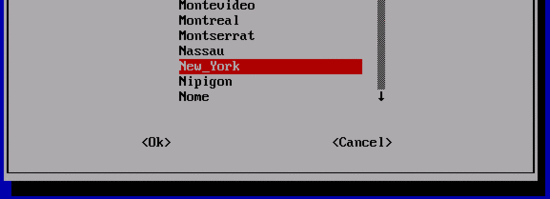 Montevideo
Montreal
Montserrat
Nassau
New_York
Nipigon
Nome
<Ok> <Cancel>